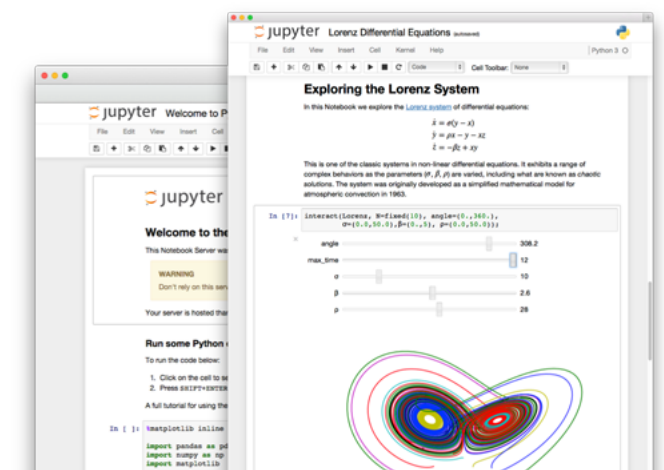 jupyter Lorenz Differential Equations (autosaved)
File Edit View Insert Cell Kernel Help Python 3
Code Cell Toolbar: None
Exploring the Lorenz System
In this Notebook we explore the Lorenz system of differential equations:
ẋ = σ(y − x)
ẏ = ρx − y − xz
ż = −βz + xy
This is one of the classic systems in non-linear differential equations. It exhibits a range of
complex behaviors as the parameters (σ, β, ρ) are varied, including what are known as chaotic
solutions. The system was originally developed as a simplified mathematical model for
atmospheric convection in 1963.
In [7]: interact(Lorenz, N=fixed(10), angle=(0.,360.),
σ=(0.0,50.0),β=(0.,5), ρ=(0.0,50.0));
angle 308.2
max_time 12
σ 10
β 2.6
ρ 28
jupyter Welcome to P
File Edit View Insert Cell
jupyter
Welcome to the
This Notebook Server was
WARNING
Don't rely on this serv
Your server is hosted tha
Run some Python
To run the code below:
1. Click on the cell to se
2. Press SHIFT+ENTER
A full tutorial for using the
In [ ]: %matplotlib inline
import pandas as pd
import numpy as np
import matplotlib